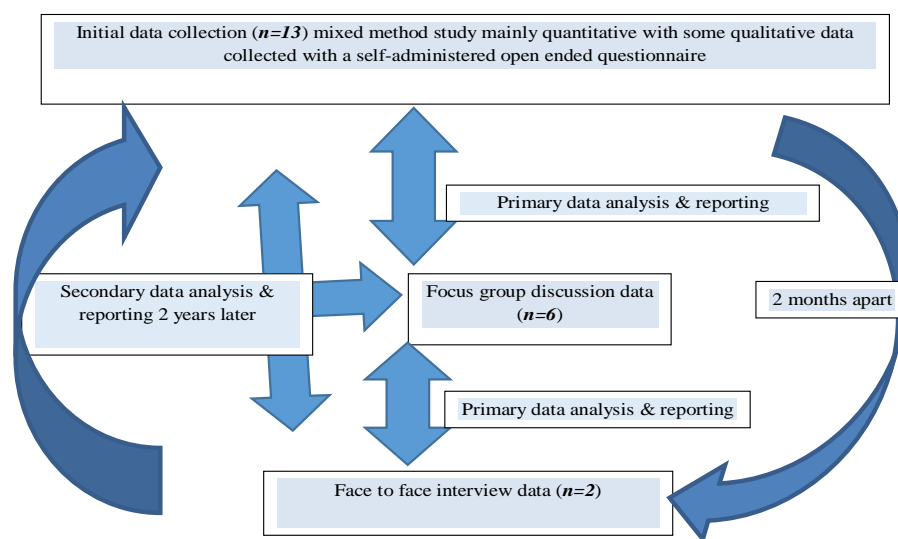 Initial data collection (n=13) mixed method study mainly quantitative with some qualitative data
collected with a self-administered open ended questionnaire
Primary data analysis & reporting
Secondary data analysis &
reporting 2 years later
Focus group discussion data
(n=6)
2 months apart
Primary data analysis & reporting
Face to face interview data (n=2)